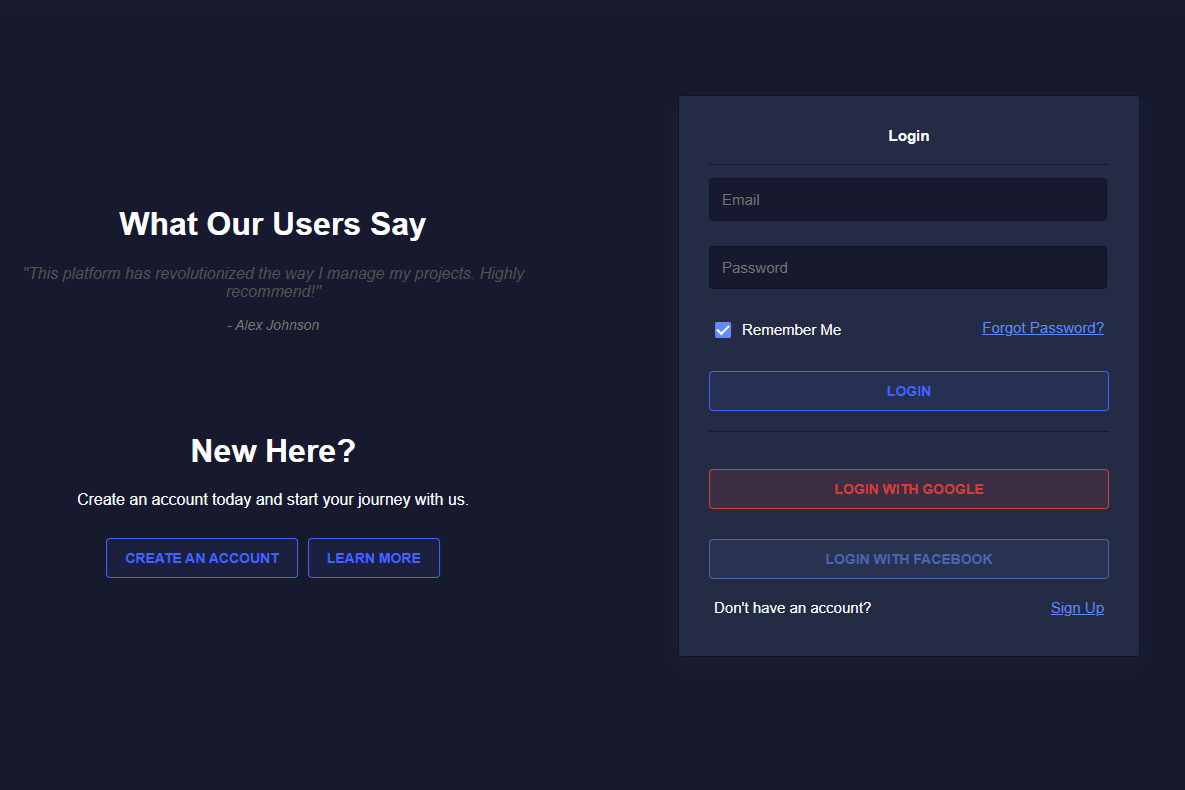 What Our Users Say
"This platform has revolutionized the way I manage my projects. Highly
recommend!"
- Alex Johnson
New Here?
Create an account today and start your journey with us.
CREATE AN ACCOUNT
LEARN MORE
Login
Email
Password
Remember Me
Forgot Password?
LOGIN
LOGIN WITH GOOGLE
LOGIN WITH FACEBOOK
Don't have an account?
Sign Up